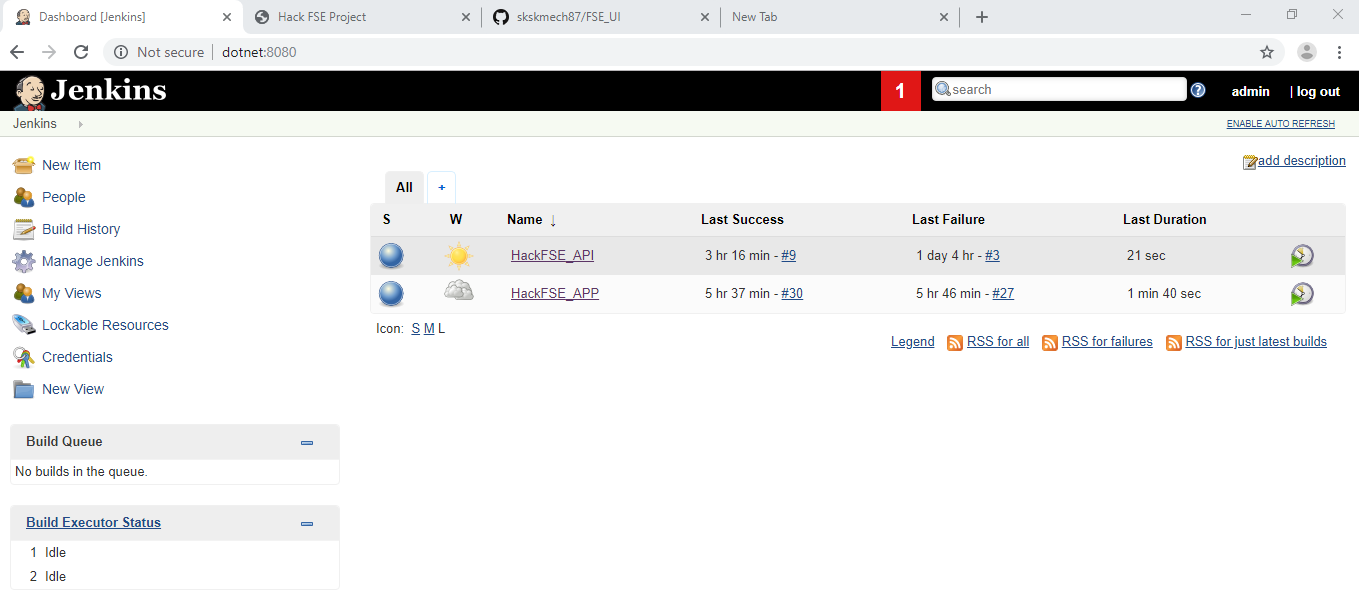 Dashboard [Jenkins] Hack FSE Project skskmech87/FSE_UI New Tab
Not secure dotnet:8080
Jenkins 1 search ? admin | log out
Jenkins ENABLE AUTO REFRESH
New Item
People
Build History
Manage Jenkins
My Views
Lockable Resources
Credentials
New View
Build Queue
No builds in the queue.
Build Executor Status
1 Idle
2 Idle
add description
All +
S W Name ↓ Last Success Last Failure Last Duration
HackFSE_API 3 hr 16 min - #9 1 day 4 hr - #3 21 sec
HackFSE_APP 5 hr 37 min - #30 5 hr 46 min - #27 1 min 40 sec
Icon: S M L
Legend RSS for all RSS for failures RSS for just latest builds